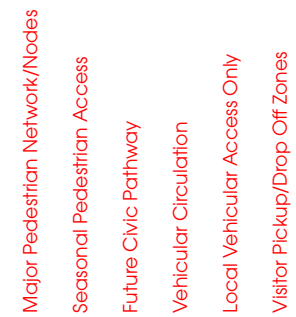 Major Pedestrian Network/Nodes
Seasonal Pedestrian Access
Future Civic Pathway
Vehicular Circulation
Local Vehicular Access Only
Visitor Pickup/Drop Off Zones